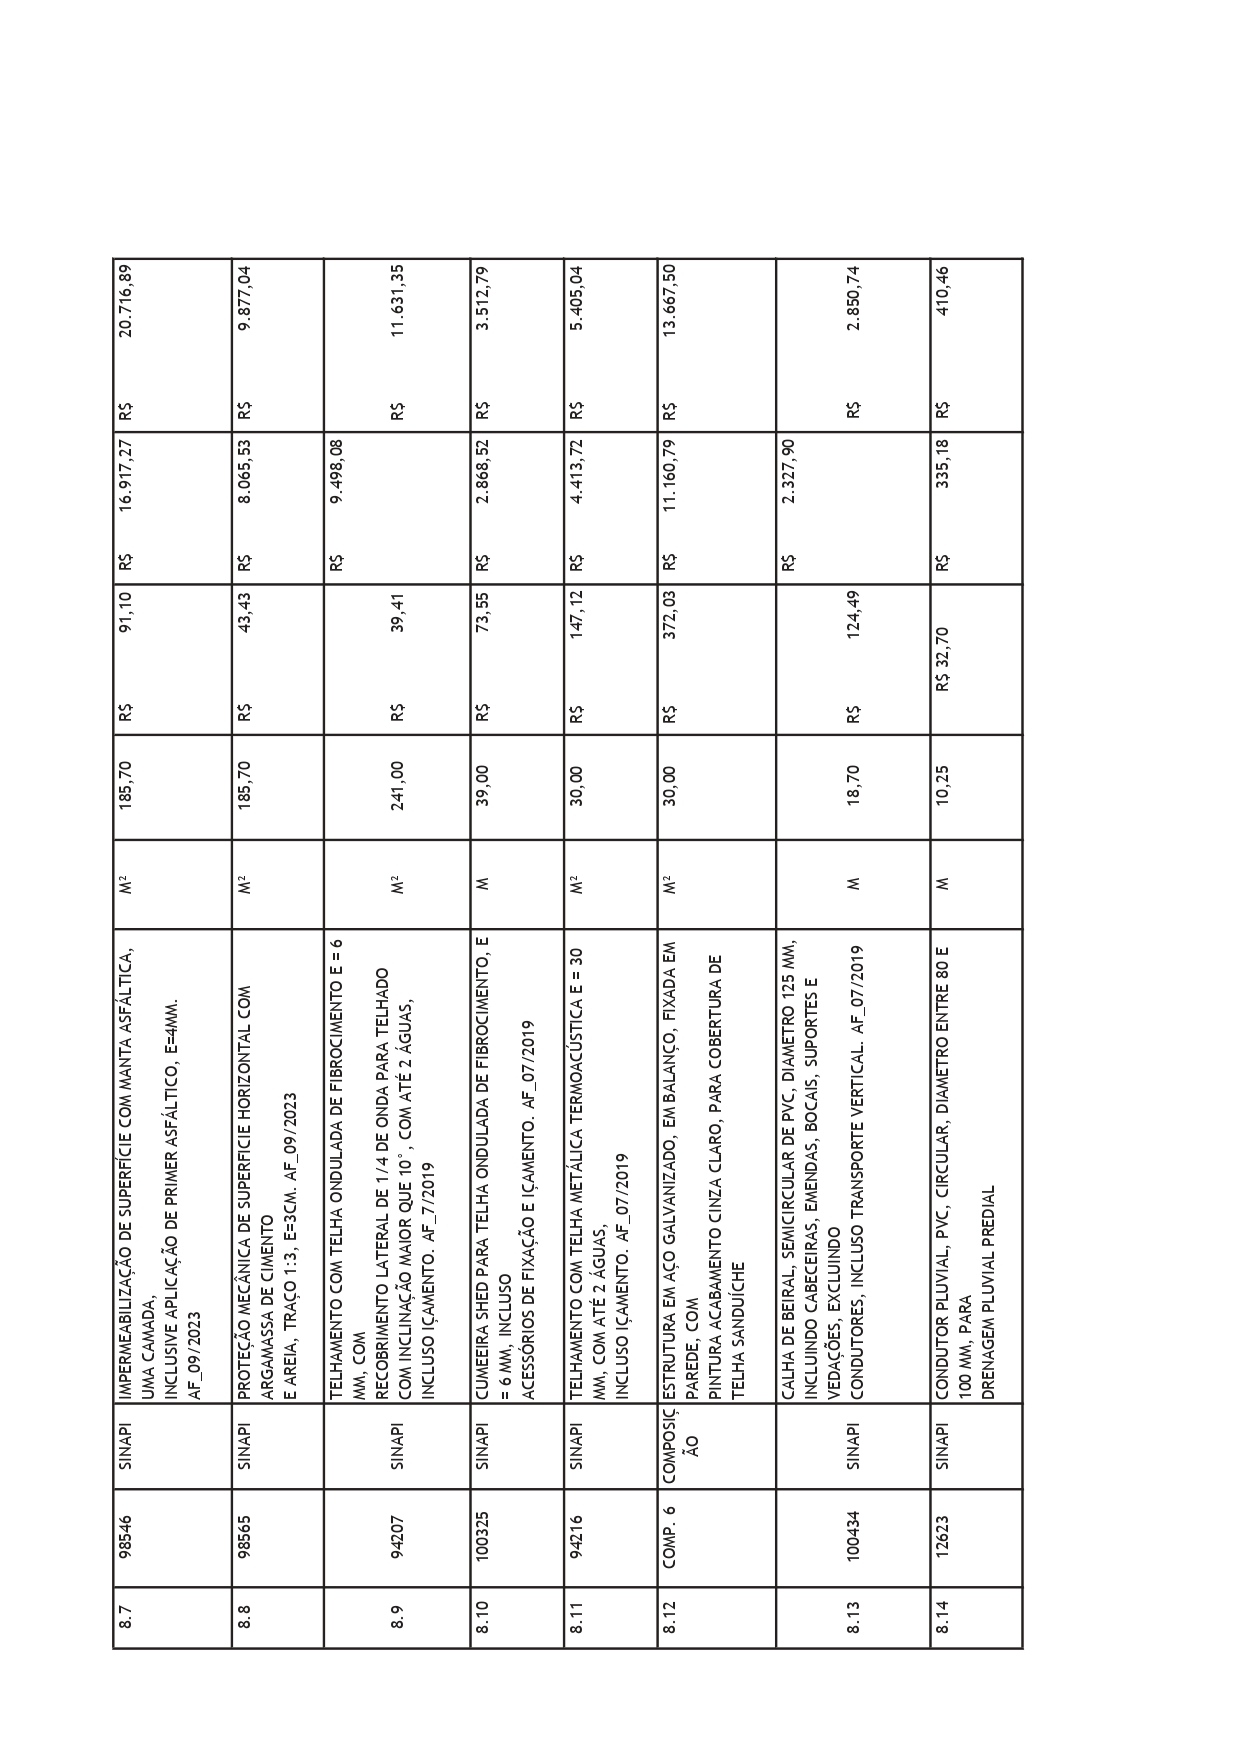 8.7 98546 SINAPI IMPERMEABILIZAÇÃO DE SUPERFÍCIE COM MANTA ASFÁLTICA, M² 185,70 R$ 91,10 R$ 16.917,27 R$ 20.716,89
UMA CAMADA,
INCLUSIVE APLICAÇÃO DE PRIMER ASFÁLTICO, E=4MM.
AF_09/2023
8.8 98565 SINAPI PROTEÇÃO MECÂNICA DE SUPERFICIE HORIZONTAL COM M² 185,70 R$ 43,43 R$ 8.065,53 R$ 9.877,04
ARGAMASSA DE CIMENTO
E AREIA, TRAÇO 1:3, E=3CM. AF_09/2023
TELHAMENTO COM TELHA ONDULADA DE FIBROCIMENTO E = 6 R$ 9.498,08
MM, COM
RECOBRIMENTO LATERAL DE 1/4 DE ONDA PARA TELHADO
8.9 94207 SINAPI COM INCLINAÇÃO MAIOR QUE 10°, COM ATÉ 2 ÁGUAS, M² 241,00 R$ 39,41 R$ 11.631,35
INCLUSO IÇAMENTO. AF_7/2019
8.10 100325 SINAPI CUMEEIRA SHED PARA TELHA ONDULADA DE FIBROCIMENTO, E M 39,00 R$ 73,55 R$ 2.868,52 R$ 3.512,79
= 6 MM, INCLUSO
ACESSÓRIOS DE FIXAÇÃO E IÇAMENTO. AF_07/2019
8.11 94216 SINAPI TELHAMENTO COM TELHA METÁLICA TERMOACÚSTICA E = 30 M² 30,00 R$ 147,12 R$ 4.413,72 R$ 5.405,04
MM, COM ATÉ 2 ÁGUAS,
INCLUSO IÇAMENTO. AF_07/2019
8.12 COMP. 6 COMPOSIÇ ESTRUTURA EM AÇO GALVANIZADO, EM BALANÇO, FIXADA EM M² 30,00 R$ 372,03 R$ 11.160,79 R$ 13.667,50
ÃO PAREDE, COM
PINTURA ACABAMENTO CINZA CLARO, PARA COBERTURA DE
TELHA SANDUÍCHE
CALHA DE BEIRAL, SEMICIRCULAR DE PVC, DIAMETRO 125 MM, R$ 2.327,90
INCLUINDO CABECEIRAS, EMENDAS, BOCAIS, SUPORTES E
VEDAÇÕES, EXCLUINDO
8.13 100434 SINAPI CONDUTORES, INCLUSO TRANSPORTE VERTICAL. AF_07/2019 M 18,70 R$ 124,49 R$ 2.850,74
8.14 12623 SINAPI CONDUTOR PLUVIAL, PVC, CIRCULAR, DIAMETRO ENTRE 80 E M 10,25 R$ 32,70 R$ 335,18 R$ 410,46
100 MM, PARA
DRENAGEM PLUVIAL PREDIAL